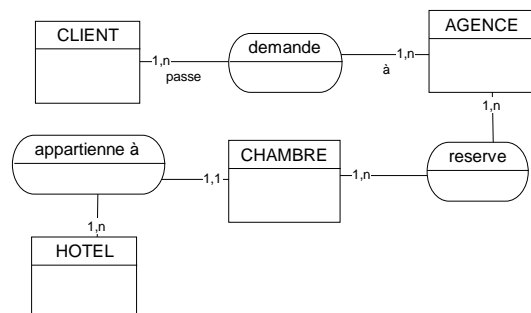 CLIENT
AGENCE
demande
1,n
1,n
passe
à
1,n
appartienne à
CHAMBRE
reserve
1,1
1,n
1,n
HOTEL